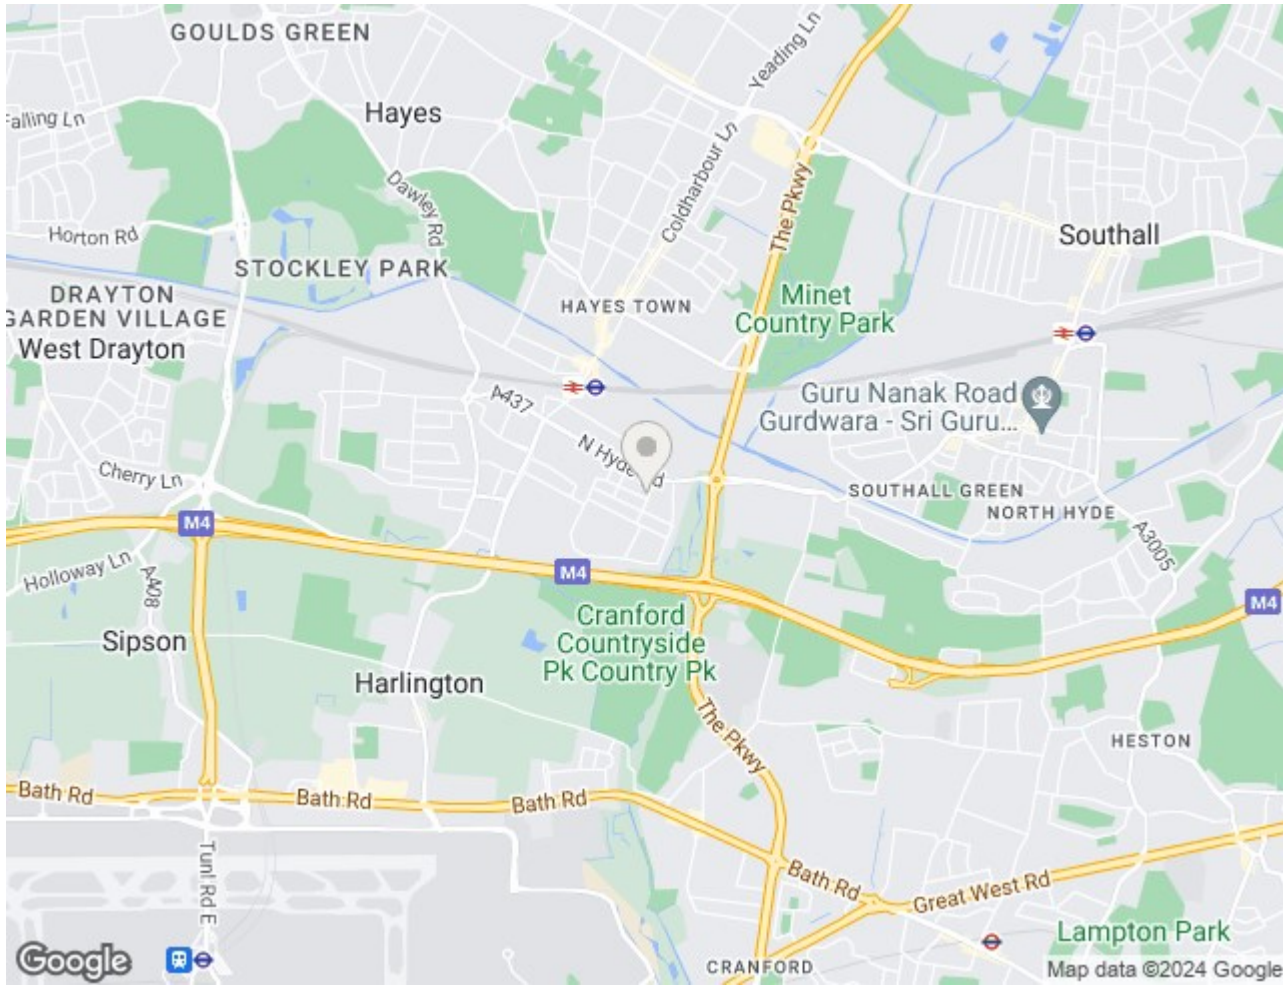 GOULDS GREEN
Yeading Ln
Hayes
Falling Ln
Coldharbour Ln
Dawley Rd
The Pkwy
Horton Rd
Southall
STOCKLEY PARK
DRAYTON
GARDEN VILLAGE
HAYES TOWN
Minet
Country Park
West Drayton
A437
Guru Nanak Road
Gurdwara - Sri Guru...
N Hyde Rd
Cherry Ln
SOUTHALL GREEN
NORTH HYDE
M4
A3005
Holloway Ln
A408
M4
M4
Cranford
Countryside
Pk Country Pk
Sipson
Harlington
The Pkwy
HESTON
Bath Rd
Bath Rd
Bath Rd
Tunl Rd E
Bath Rd
Great West Rd
Lampton Park
Google
CRANFORD
Map data ©2024 Google